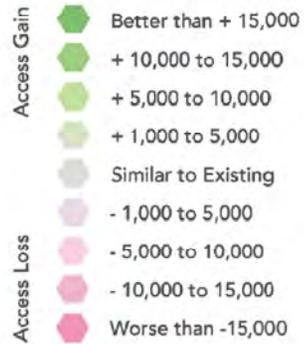 Access Gain
Better than + 15,000
+ 10,000 to 15,000
+ 5,000 to 10,000
+ 1,000 to 5,000
Similar to Existing
- 1,000 to 5,000
Access Loss
- 5,000 to 10,000
- 10,000 to 15,000
Worse than -15,000